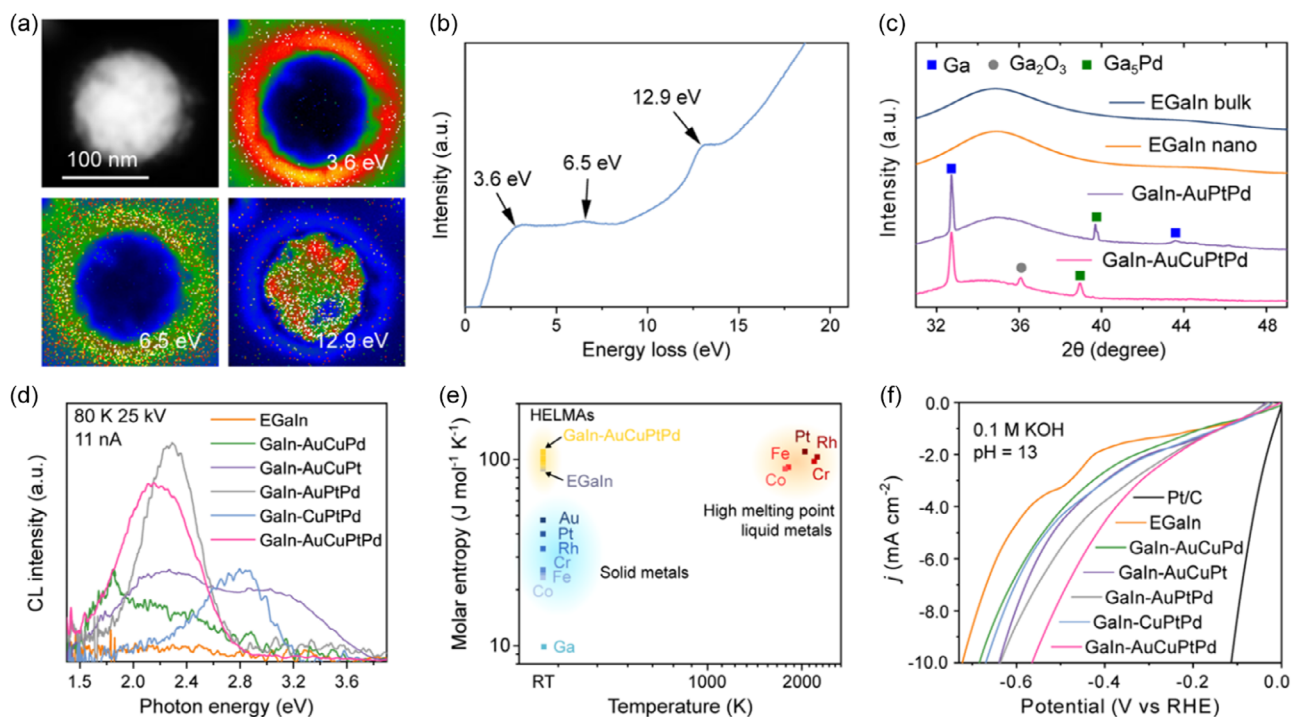 (a)
100 nm
3.6 eV
6.5 eV
12.9 eV
(b)
Intensity (a.u.)
3.6 eV
6.5 eV
12.9 eV
0 5 10 15 20
Energy loss (eV)
(c)
Intensity (a.u.)
Ga Ga₂O₃ Ga₅Pd
EGaIn bulk
EGaIn nano
GaIn-AuPtPd
GaIn-AuCuPtPd
32 36 40 44 48
2θ (degree)
(d)
CL intensity (a.u.)
80 K 25 kV
11 nA
EGaIn
GaIn-AuCuPd
GaIn-AuCuPt
GaIn-AuPtPd
GaIn-CuPtPd
GaIn-AuCuPtPd
1.5 2.0 2.4 2.8 3.2 3.6
Photon energy (eV)
(e)
Molar entropy (J mol⁻¹ K⁻¹)
100
10
HELMAs
GaIn-AuCuPtPd
EGaIn
Au
Pt
Rh
Cr
Fe
Co
Solid metals
Ga
Pt
Rh
Fe
Cr
Co
High melting point
liquid metals
RT 1000 2000
Temperature (K)
(f)
j (mA cm⁻²)
0.0
-2.0
-4.0
-6.0
-8.0
-10.0
0.1 M KOH
pH = 13
Pt/C
EGaIn
GaIn-AuCuPd
GaIn-AuCuPt
GaIn-AuPtPd
GaIn-CuPtPd
GaIn-AuCuPtPd
-0.6 -0.4 -0.2 0.0
Potential (V vs RHE)